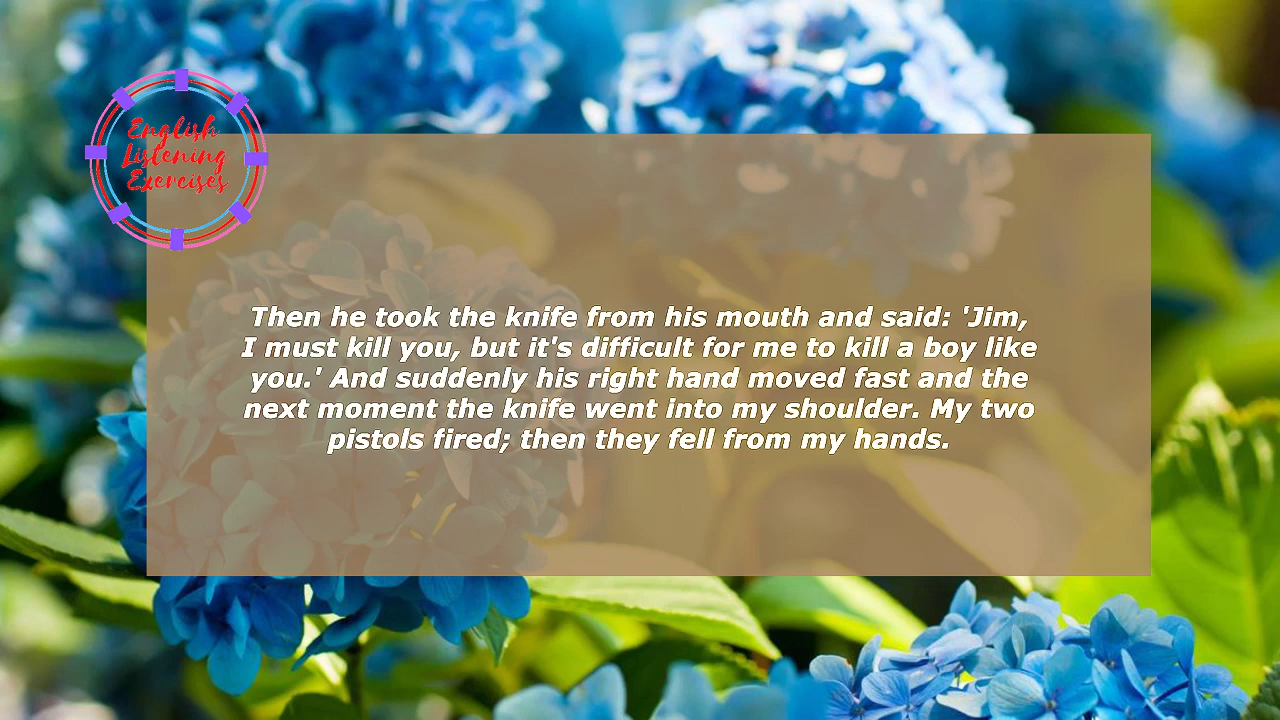 English
Listening
Exercises
Then he took the knife from his mouth and said: 'Jim,
I must kill you, but it's difficult for me to kill a boy like
you.' And suddenly his right hand moved fast and the
next moment the knife went into my shoulder. My two
pistols fired; then they fell from my hands.